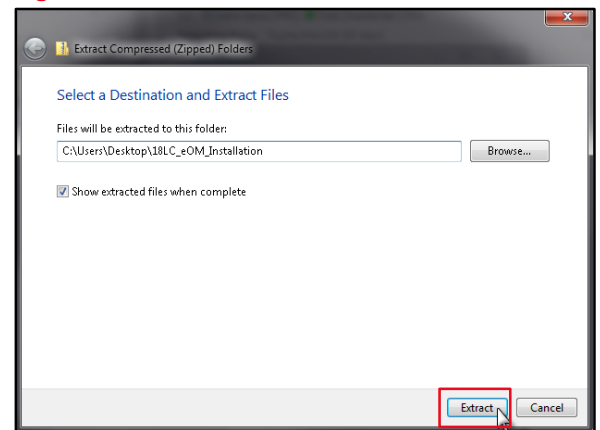 Extract Compressed (Zipped) Folders
Select a Destination and Extract Files
Files will be extracted to this folder:
C:\Users\Desktop\18LC_eOM_Installation
Browse...
Show extracted files when complete
Extract
Cancel